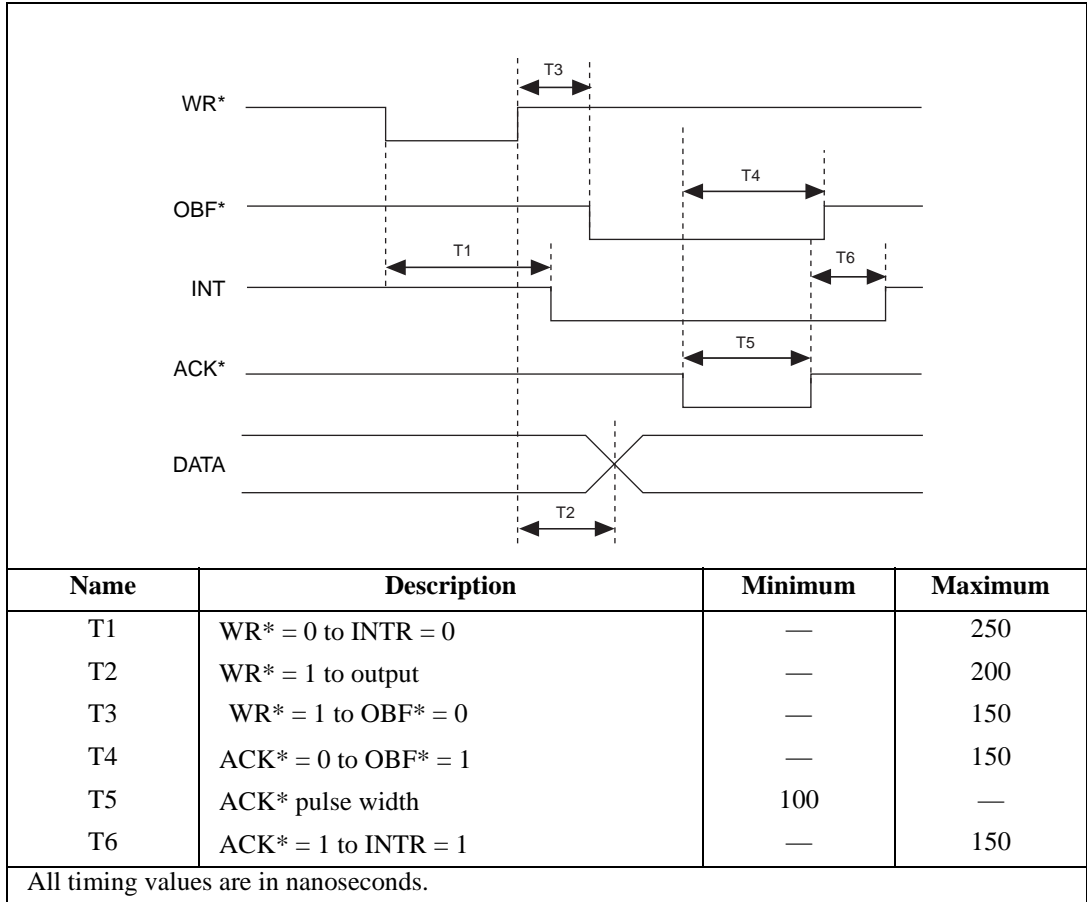 T3
WR*
T4
OBF*
T1
T6
INT
T5
ACK*
DATA
T2
Name Description Minimum Maximum
T1 WR* = 0 to INTR = 0 — 250
T2 WR* = 1 to output — 200
T3 WR* = 1 to OBF* = 0 — 150
T4 ACK* = 0 to OBF* = 1 — 150
T5 ACK* pulse width 100 —
T6 ACK* = 1 to INTR = 1 — 150
All timing values are in nanoseconds.